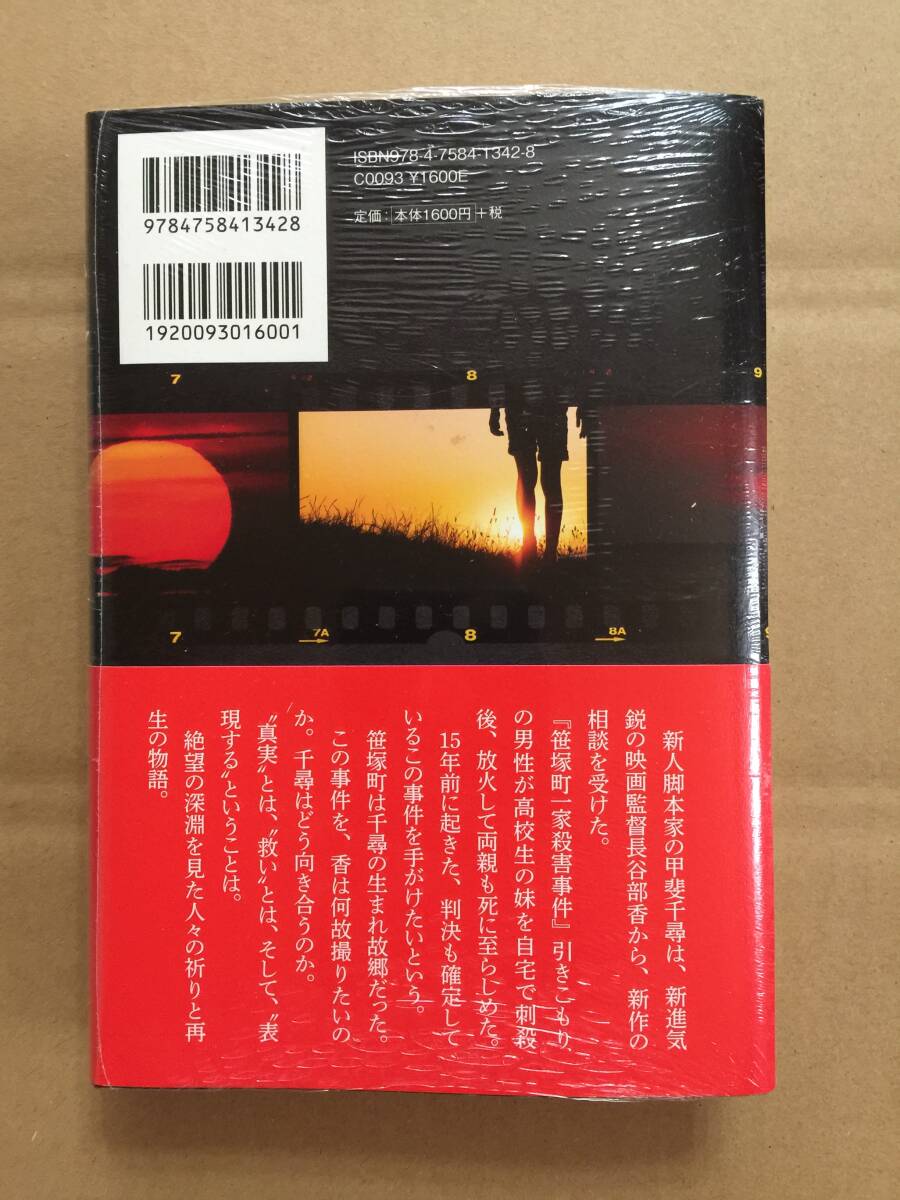 ISBN978-4-7584-1342-8
C0093 ¥1600E
定価：本体1600円＋税
9784758413428
1920093016001
7
8
9
7
7A
8
8A
9
新人脚本家の甲斐千尋は、新進気
鋭の映画監督長谷部香から、新作の
相談を受けた。
『笹塚町一家殺害事件』引きこもり
の男性が高校生の妹を自宅で刺殺
後、放火して両親も死に至らしめた。
15年前に起きた、判決も確定して
いるこの事件を手がけたいという。
笹塚町は千尋の生まれ故郷だった。
この事件を、香は何故撮りたいの
か。千尋はどう向き合うのか。
“真実”とは、“救い”とは、そして、“表
現する”ということは。
絶望の深淵を見た人々の祈りと再
生の物語。